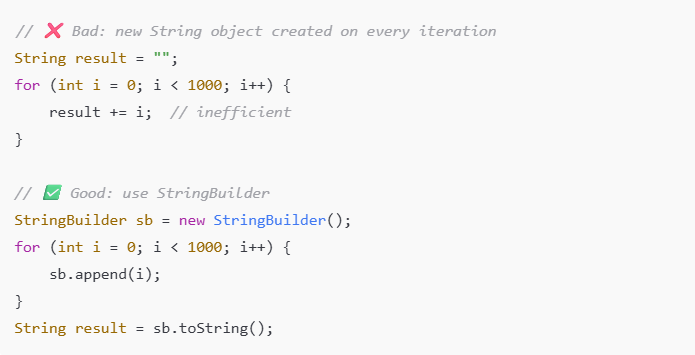 // ❌ Bad: new String object created on every iteration
String result = "";
for (int i = 0; i < 1000; i++) {
    result += i;  // inefficient
}

// ✅ Good: use StringBuilder
StringBuilder sb = new StringBuilder();
for (int i = 0; i < 1000; i++) {
    sb.append(i);
}
String result = sb.toString();